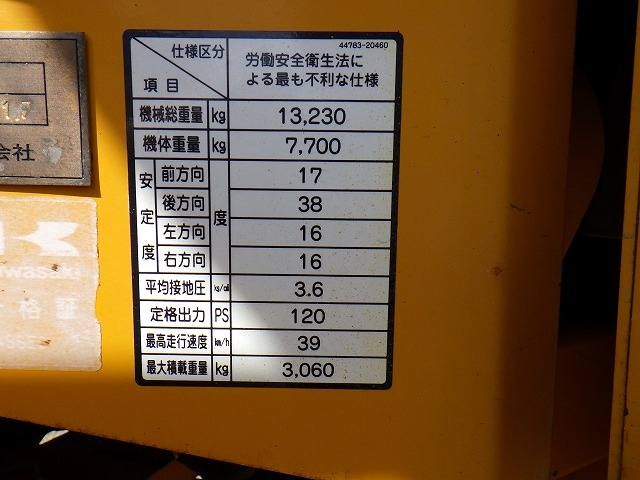 44783-20460
仕様区分
項目
労働安全衛生法に
よる最も不利な仕様
機械総重量 kg 13,230
機体重量 kg 7,700
安定度 度
前方向 17
後方向 38
左方向 16
右方向 16
平均接地圧 kg/c㎡ 3.6
定格出力 PS 120
最高走行速度 km/h 39
最大積載重量 kg 3,060
17
会社
awasaki
格証